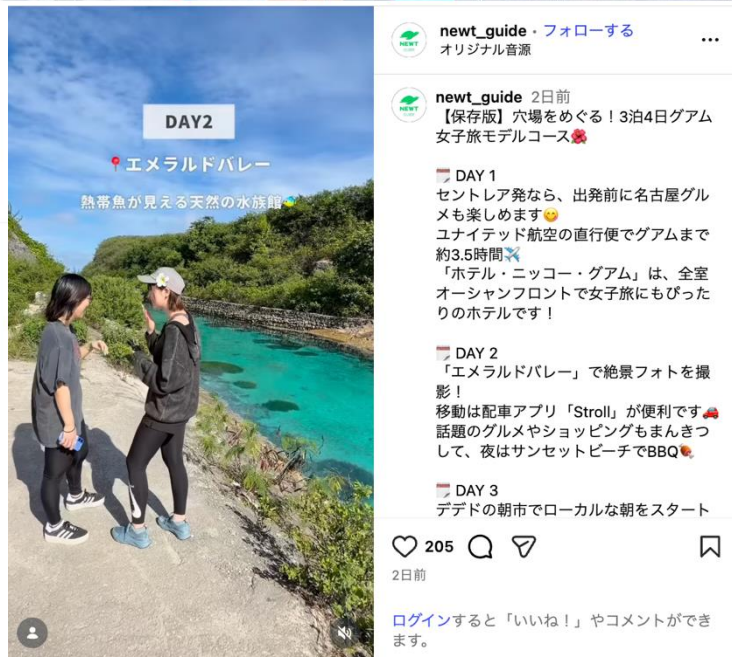 DAY2
📍エメラルドバレー
熱帯魚が見える天然の水族館🐠
NEWT
newt_guide・フォローする
オリジナル音源
NEWT
newt_guide 2日前
【保存版】穴場をめぐる！3泊4日グアム
女子旅モデルコース🌺
🗓️ DAY 1
セントレア発なら、出発前に名古屋グル
メも楽しめます😋
ユナイテッド航空の直行便でグアムまで
約3.5時間✈️
「ホテル・ニッコー・グアム」は、全室
オーシャンフロントで女子旅にもぴった
りのホテルです！
🗓️ DAY 2
「エメラルドバレー」で絶景フォトを撮
影！
移動は配車アプリ「Stroll」が便利です🚗
話題のグルメやショッピングもまんきつ
して、夜はサンセットビーチでBBQ🍖
🗓️ DAY 3
デデドの朝市でローカルな朝をスタート
205
2日前
ログインすると「いいね！」やコメントができ
ます。